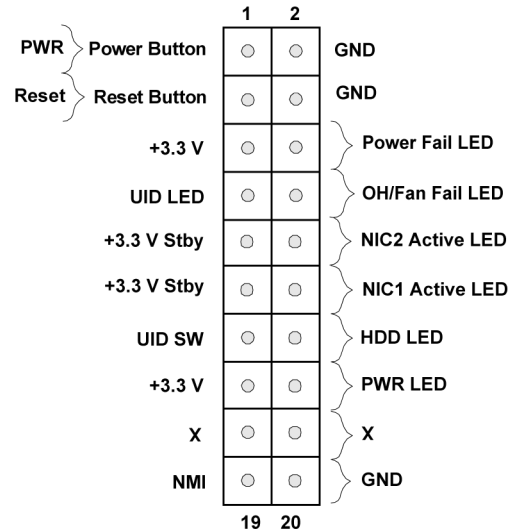 1 2
PWR Power Button GND
Reset Reset Button GND
+3.3 V Power Fail LED
UID LED OH/Fan Fail LED
+3.3 V Stby NIC2 Active LED
+3.3 V Stby NIC1 Active LED
UID SW HDD LED
+3.3 V PWR LED
X X
NMI GND
19 20